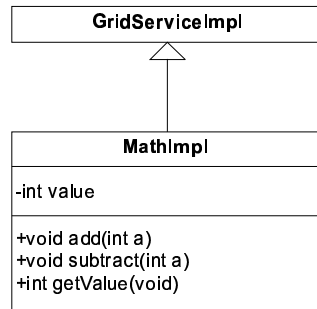 GridServiceImpl
MathImpl
-int value
+void add(int a)
+void subtract(int a)
+int getValue(void)